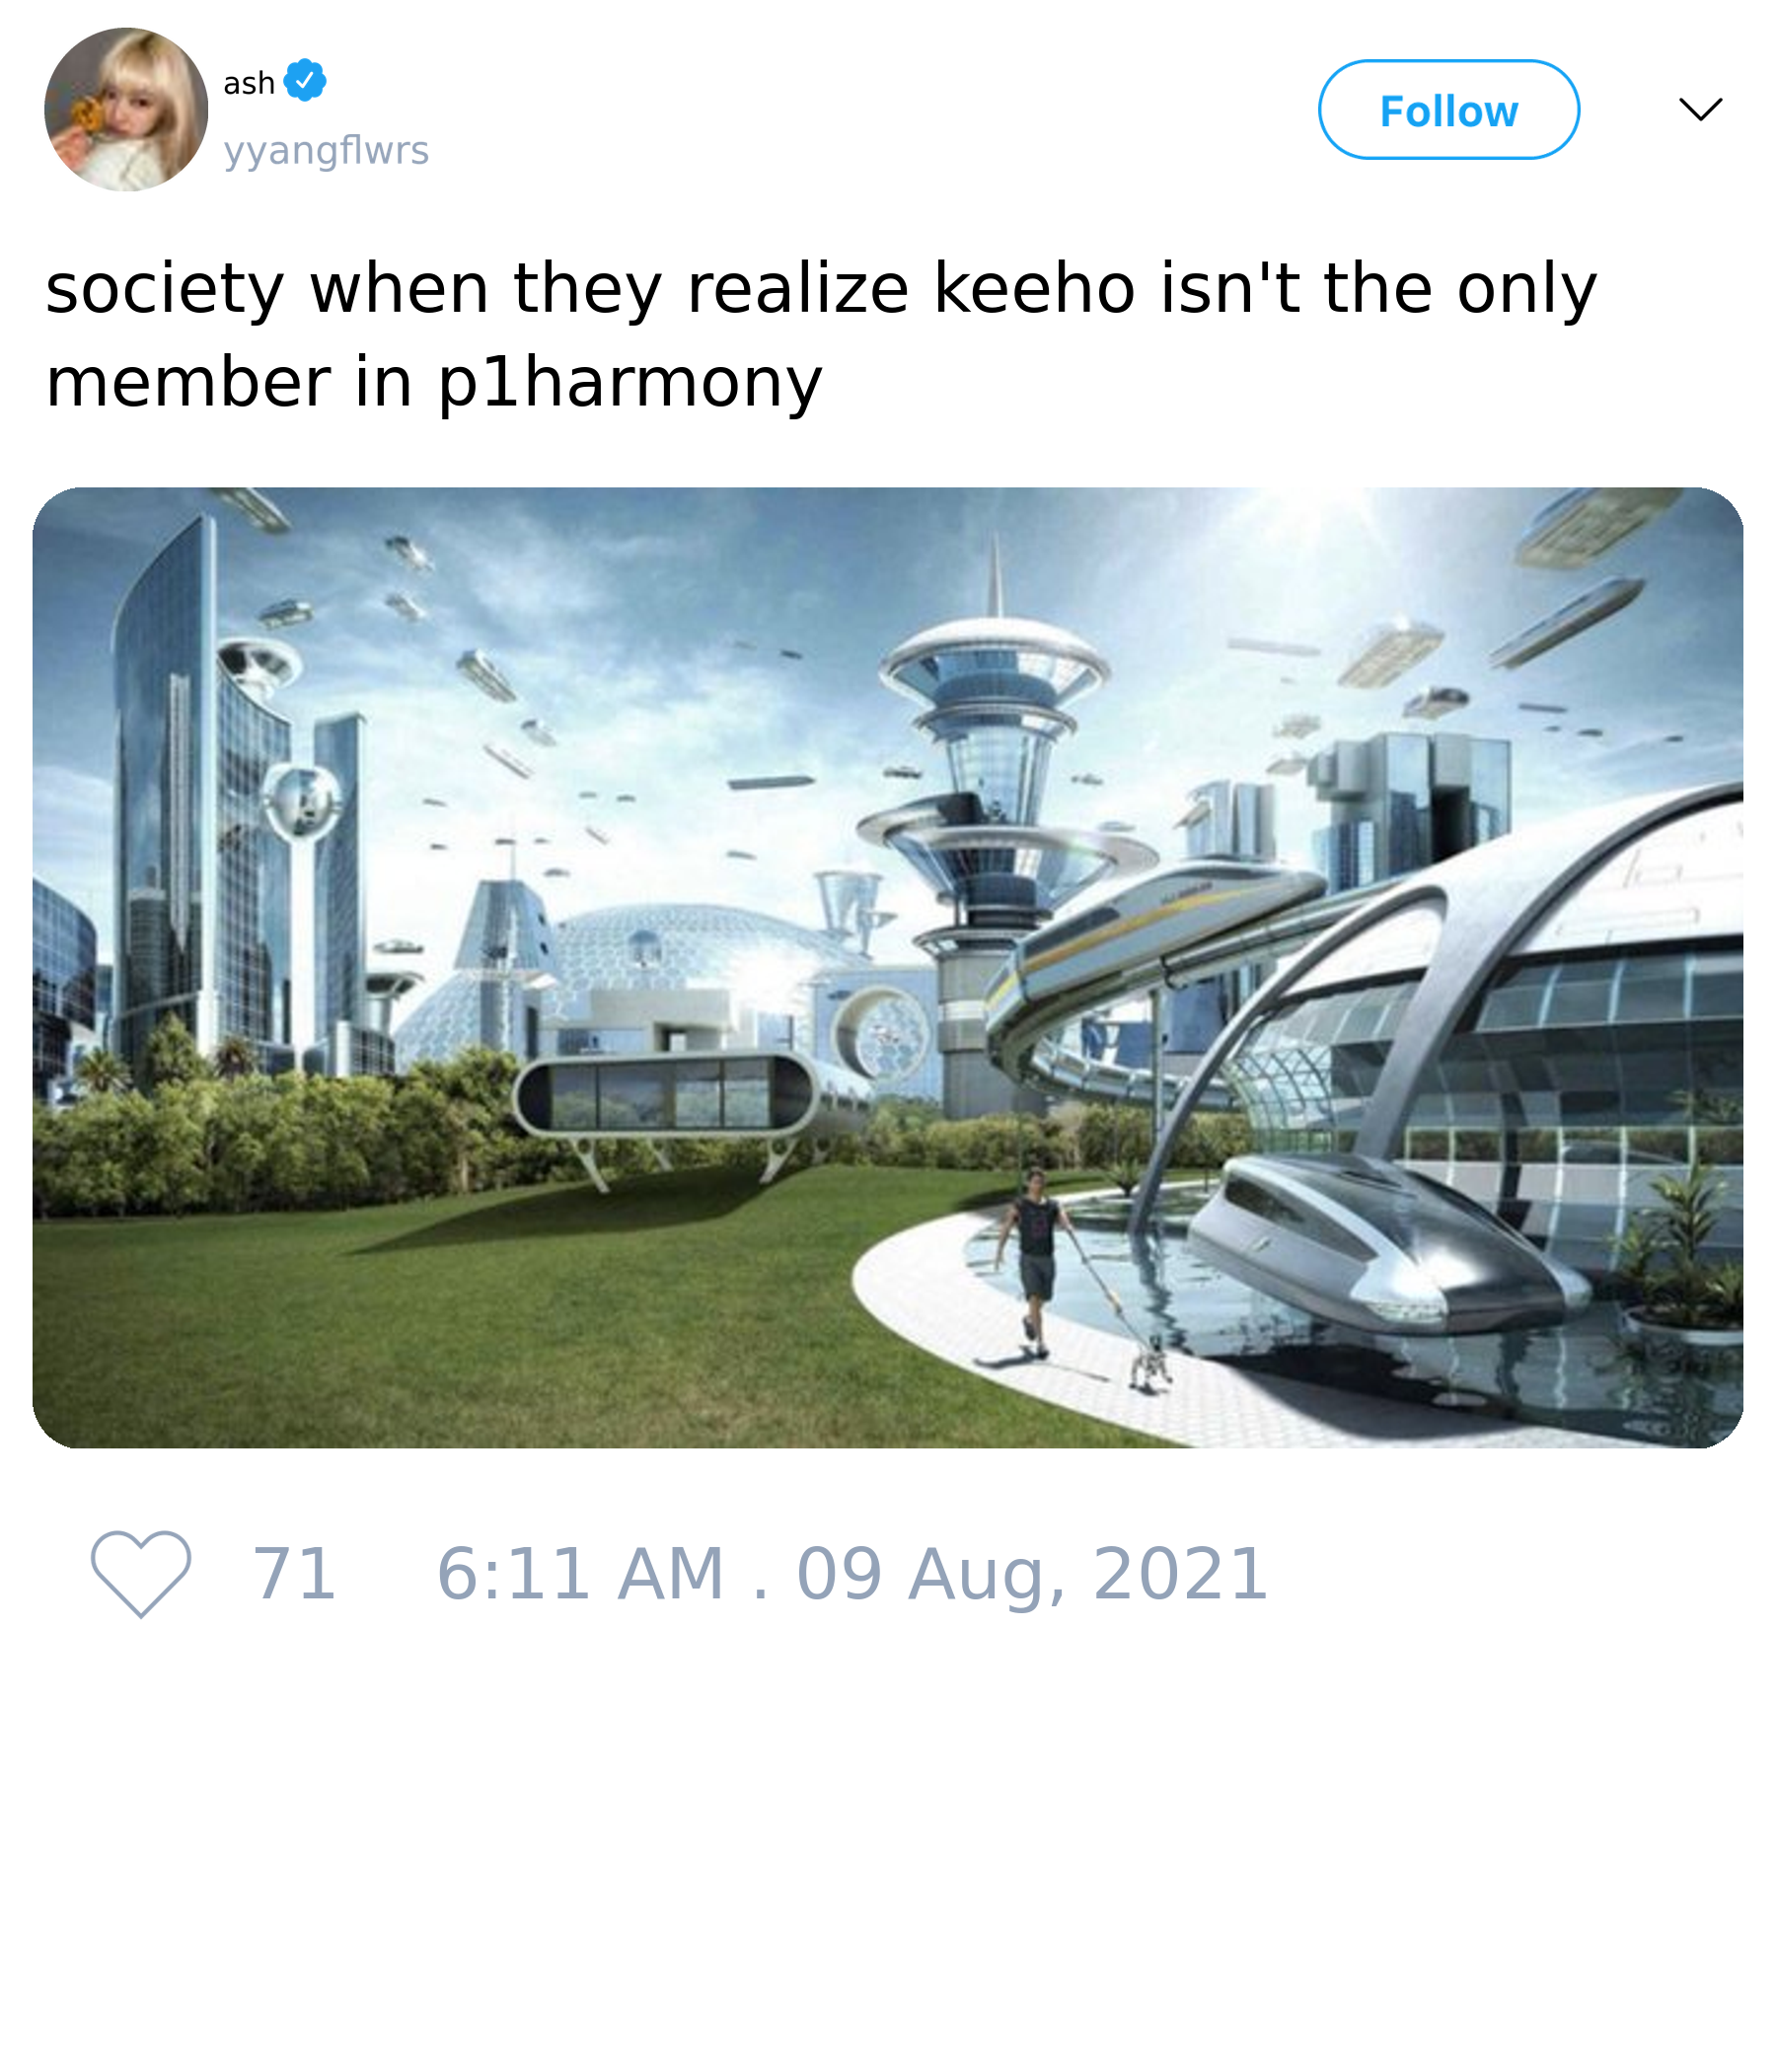 ash
yyangflwrs
Follow
society when they realize keeho isn't the only
member in p1harmony
71 6:11 AM . 09 Aug, 2021